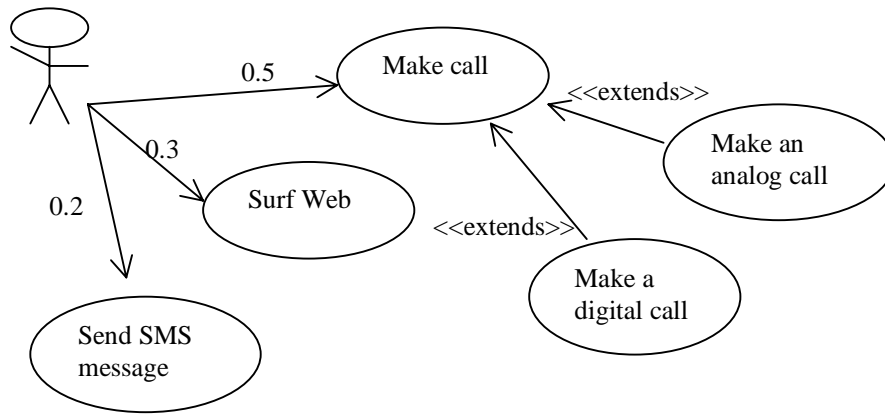 0.5
Make call
<<extends>>
Make an
analog call
0.3
Surf Web
0.2
<<extends>>
Make a
digital call
Send SMS
message